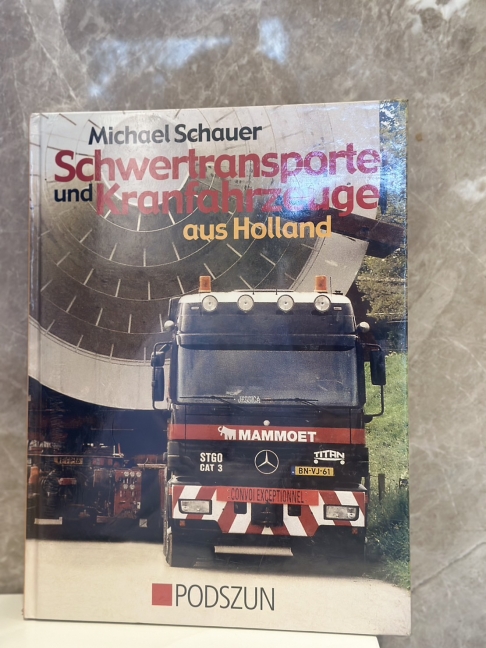 Michael Schauer
Schwertransporte
und Kranfahrzeuge
aus Holland
MAMMOET
STGO
CAT 3
TITAN
BN-VJ-61
CONVOI EXCEPTIONNEL
PODSZUN